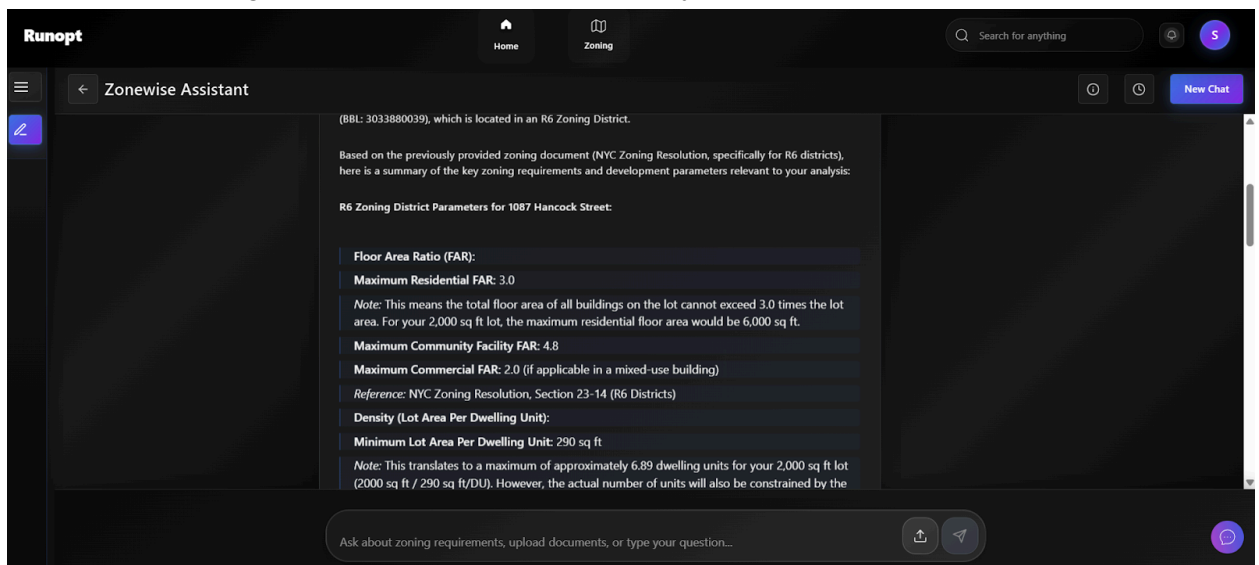 Runopt
Home
Zoning
Search for anything
S
Zonewise Assistant
New Chat
(BBL: 3033880039), which is located in an R6 Zoning District.
Based on the previously provided zoning document (NYC Zoning Resolution, specifically for R6 districts),
here is a summary of the key zoning requirements and development parameters relevant to your analysis:
R6 Zoning District Parameters for 1087 Hancock Street:
Floor Area Ratio (FAR):
Maximum Residential FAR: 3.0
Note: This means the total floor area of all buildings on the lot cannot exceed 3.0 times the lot
area. For your 2,000 sq ft lot, the maximum residential floor area would be 6,000 sq ft.
Maximum Community Facility FAR: 4.8
Maximum Commercial FAR: 2.0 (if applicable in a mixed-use building)
Reference: NYC Zoning Resolution, Section 23-14 (R6 Districts)
Density (Lot Area Per Dwelling Unit):
Minimum Lot Area Per Dwelling Unit: 290 sq ft
Note: This translates to a maximum of approximately 6.89 dwelling units for your 2,000 sq ft lot
(2000 sq ft / 290 sq ft/DU). However, the actual number of units will also be constrained by the
Ask about zoning requirements, upload documents, or type your question...